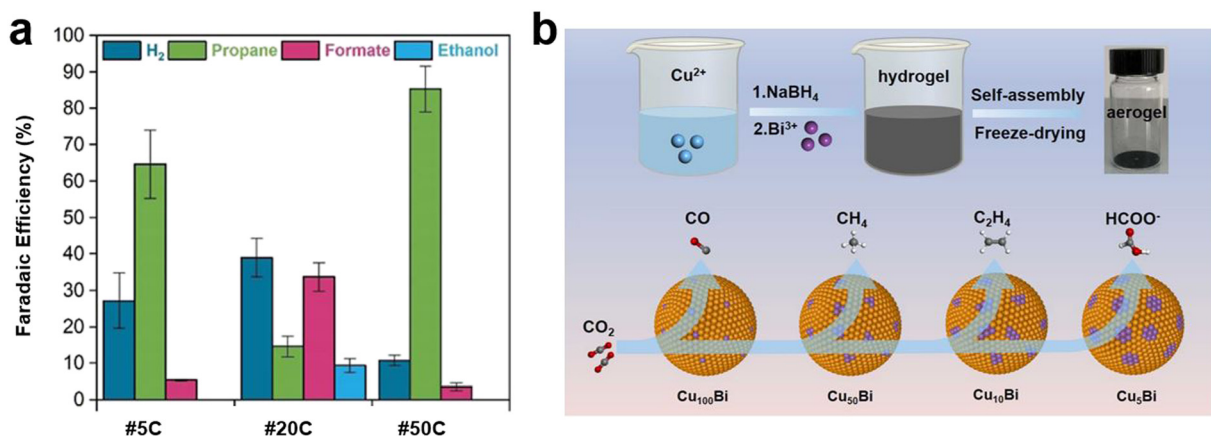 a
H₂ Propane Formate Ethanol
Faradaic Efficiency (%)
100
90
80
70
60
50
40
30
20
10
0
#5C #20C #50C
b
Cu²⁺
1.NaBH₄
2.Bi³⁺
hydrogel
Self-assembly
Freeze-drying
aerogel
CO CH₄ C₂H₄ HCOO⁻
CO₂
Cu₁₀₀Bi Cu₅₀Bi Cu₁₀Bi Cu₅Bi